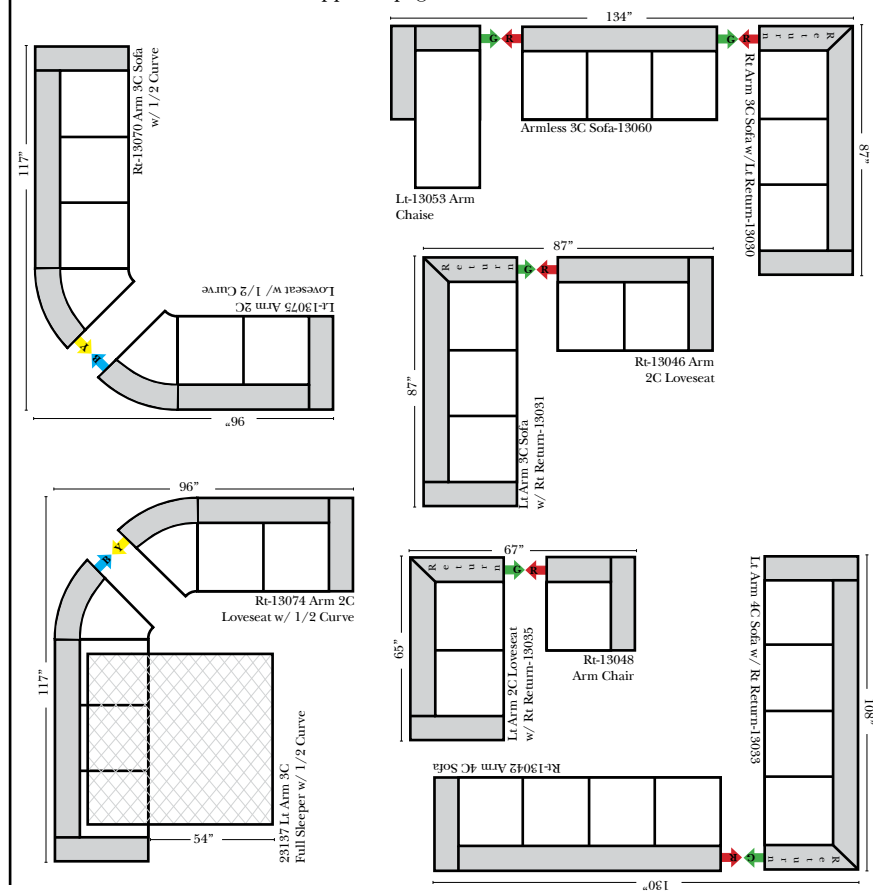 134”
G R
G R
Return
Armless 3C Sofa-13060
Lt-13053 Arm
Chaise
Rt Arm 3C Sofa w/Lt Return-13030
87”
117”
Rt-13070 Arm 3C Sofa
w/ 1/2 Curve
Y
B
Lt-13075 Arm 2C
Loveseat w/ 1/2 Curve
96”
87”
Return
G R
87”
Rt-13046 Arm
2C Loveseat
Lt Arm 3C Sofa
w/ Rt Return-13031
96”
B
Y
Rt-13074 Arm 2C
Loveseat w/ 1/2 Curve
117”
54”
23137 Lt Arm 3C
Full Sleeper w/ 1/2 Curve
67”
Return
G R
65”
Lt Arm 2C Loveseat
w/ Rt Return-13035
Rt-13048
Arm Chair
Lt Arm 4C Sofa w/ Rt Return-13033
108”
Rt-13042 Arm 4C Sofa
R G
Return
130”